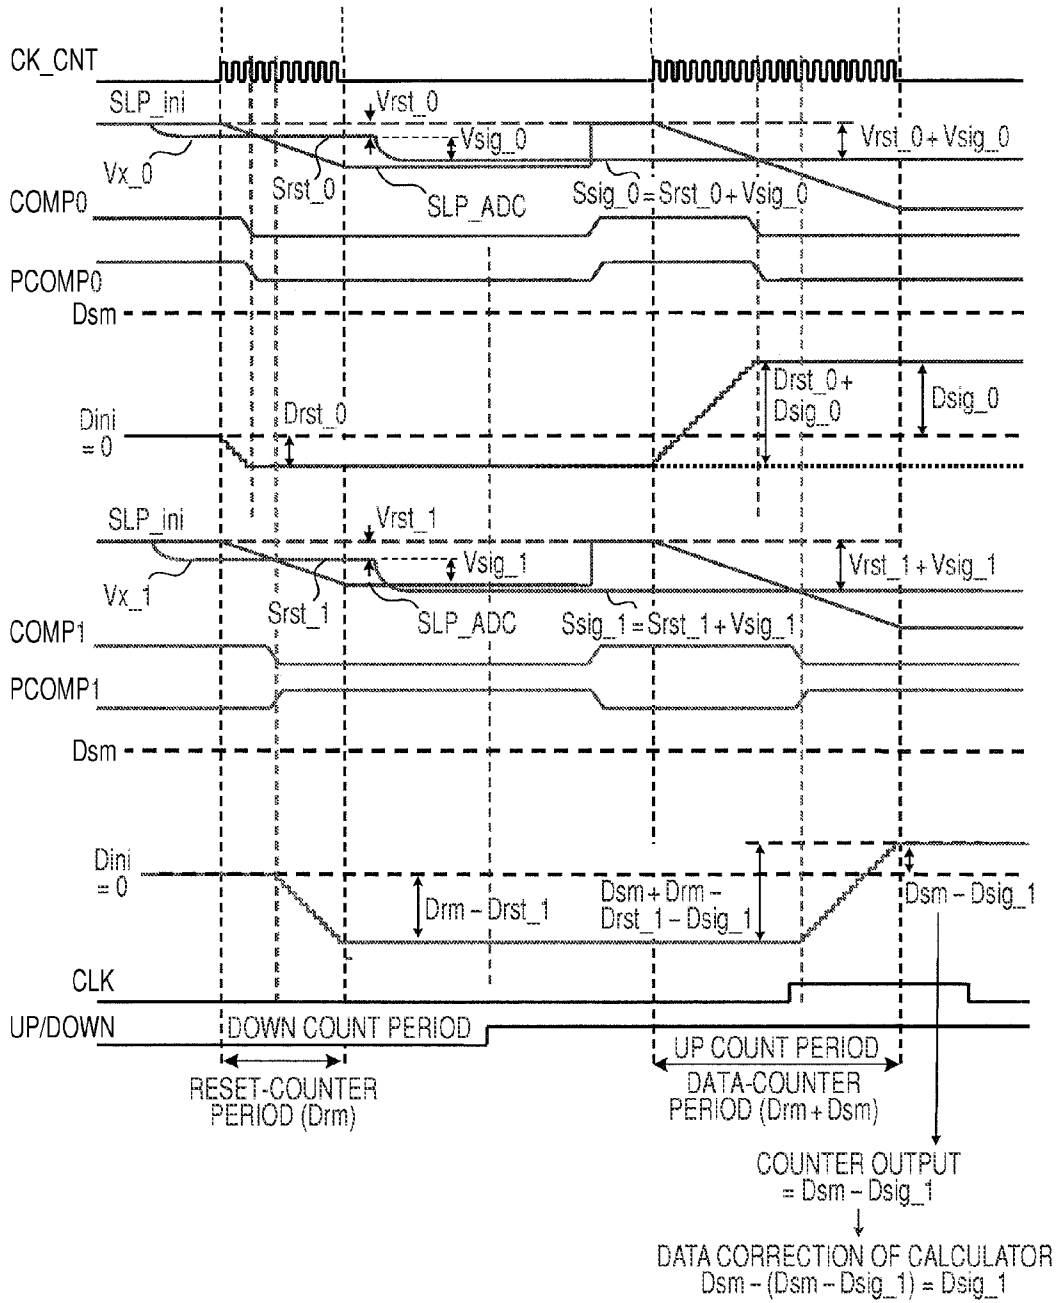 CK_CNT
SLP_ini
Vrst_0
Vsig_0
Vrst_0 + Vsig_0
Vx_0
Srst_0
SLP_ADC
Ssig_0 = Srst_0 + Vsig_0
COMP0
PCOMP0
Dsm
Dini
= 0
Drst_0
Drst_0 +
Dsig_0
Dsig_0
SLP_ini
Vrst_1
Vsig_1
Vrst_1 + Vsig_1
Vx_1
Srst_1
SLP_ADC
Ssig_1 = Srst_1 + Vsig_1
COMP1
PCOMP1
Dsm
Dini
= 0
Drm – Drst_1
Dsm + Drm –
Drst_1 – Dsig_1
Dsm – Dsig_1
CLK
UP/DOWN
DOWN COUNT PERIOD
UP COUNT PERIOD
RESET-COUNTER
PERIOD (Drm)
DATA-COUNTER
PERIOD (Drm + Dsm)
COUNTER OUTPUT
= Dsm – Dsig_1
DATA CORRECTION OF CALCULATOR
Dsm – (Dsm – Dsig_1) = Dsig_1